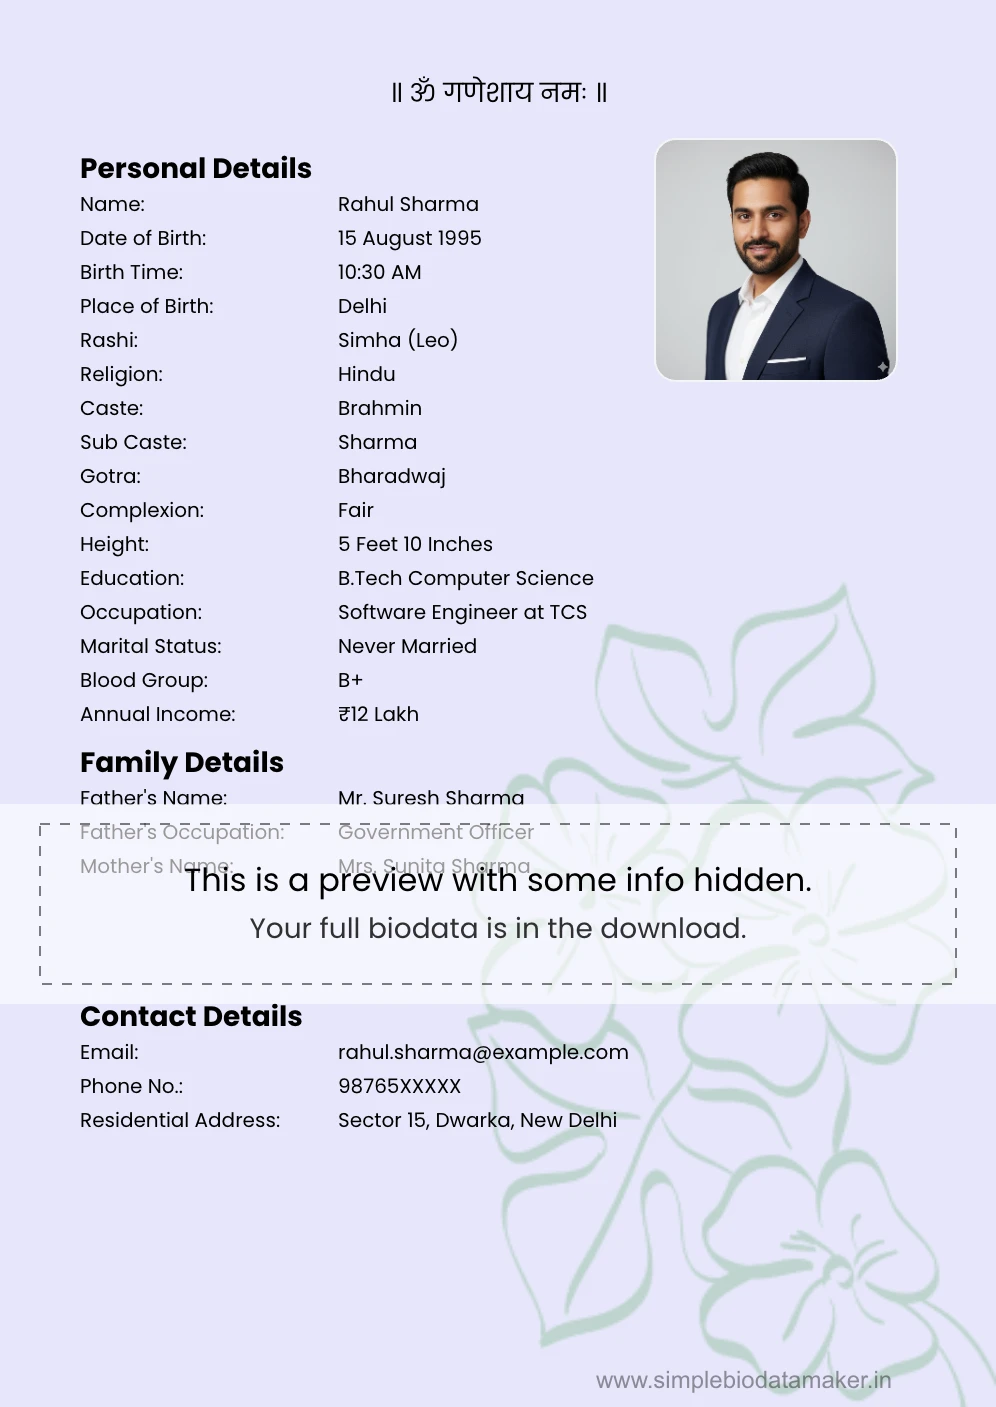 ॥ ॐ गणेशाय नमः ॥
Personal Details
Name: Rahul Sharma
Date of Birth: 15 August 1995
Birth Time: 10:30 AM
Place of Birth: Delhi
Rashi: Simha (Leo)
Religion: Hindu
Caste: Brahmin
Sub Caste: Sharma
Gotra: Bharadwaj
Complexion: Fair
Height: 5 Feet 10 Inches
Education: B.Tech Computer Science
Occupation: Software Engineer at TCS
Marital Status: Never Married
Blood Group: B+
Annual Income: ₹12 Lakh
Family Details
Father's Name: Mr. Suresh Sharma
Father's Occupation: Government Officer
Mother's Name: Mrs. Sunita Sharma
This is a preview with some info hidden.
Your full biodata is in the download.
Contact Details
Email: rahul.sharma@example.com
Phone No.: 98765XXXXX
Residential Address: Sector 15, Dwarka, New Delhi
www.simplebiodatamaker.in